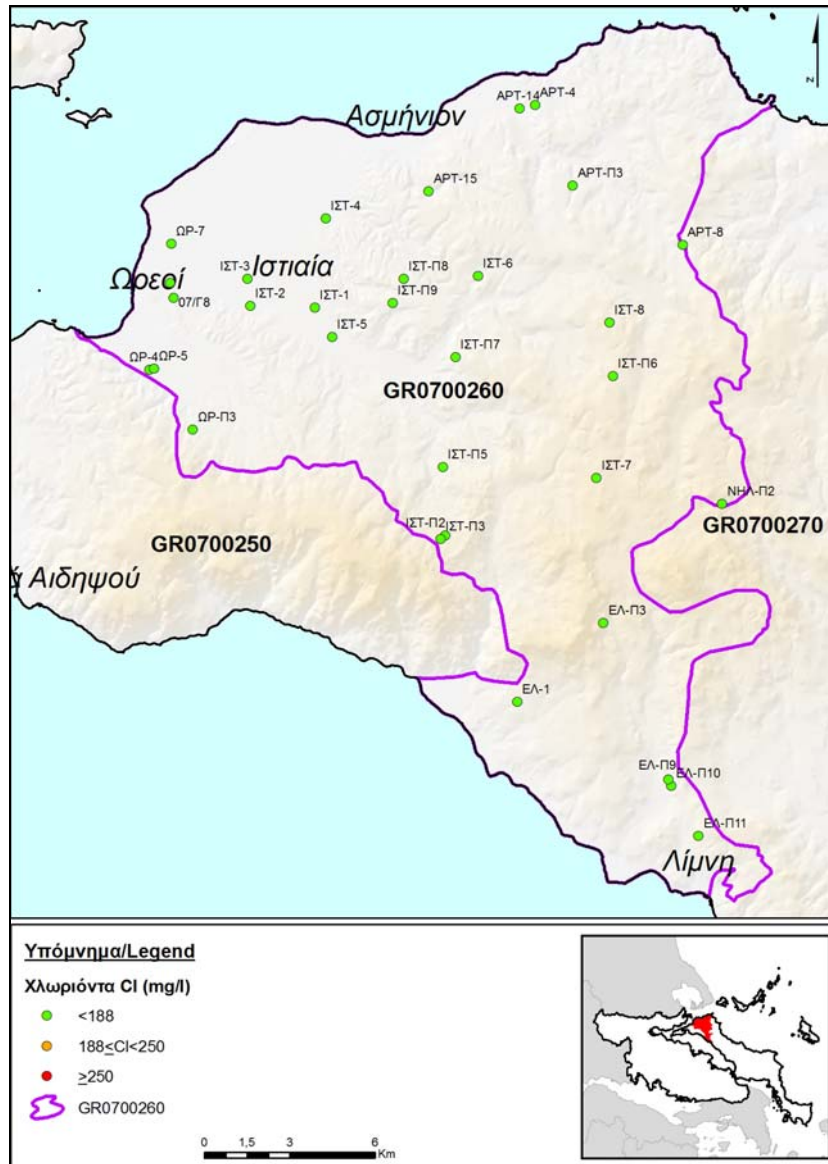 z
ΑΡΤ-14
ΑΡΤ-4
Ασμήνιον
ΑΡΤ-15
ΑΡΤ-Π3
ΙΣΤ-4
ΩΡ-7
ΑΡΤ-8
Ωρεοί
ΙΣΤ-3
Ιστιαία
ΙΣΤ-Π8
ΙΣΤ-6
07/Γ8
ΙΣΤ-2
ΙΣΤ-1
ΙΣΤ-Π9
ΙΣΤ-5
ΙΣΤ-8
ΩΡ-4
ΩΡ-5
ΙΣΤ-Π7
ΙΣΤ-Π6
GR0700260
ΩΡ-Π3
ΙΣΤ-Π5
ΙΣΤ-7
ΝΗΛ-Π2
GR0700270
ΙΣΤ-Π2
ΙΣΤ-Π3
GR0700250
ά Αιδηψού
ΕΛ-Π3
ΕΛ-1
ΕΛ-Π9
ΕΛ-Π10
ΕΛ-Π11
Λίμνη
Υπόμνημα/Legend
Χλωριόντα Cl (mg/l)
<188
188≤Cl<250
≥250
GR0700260
0 1,5 3 6
Km